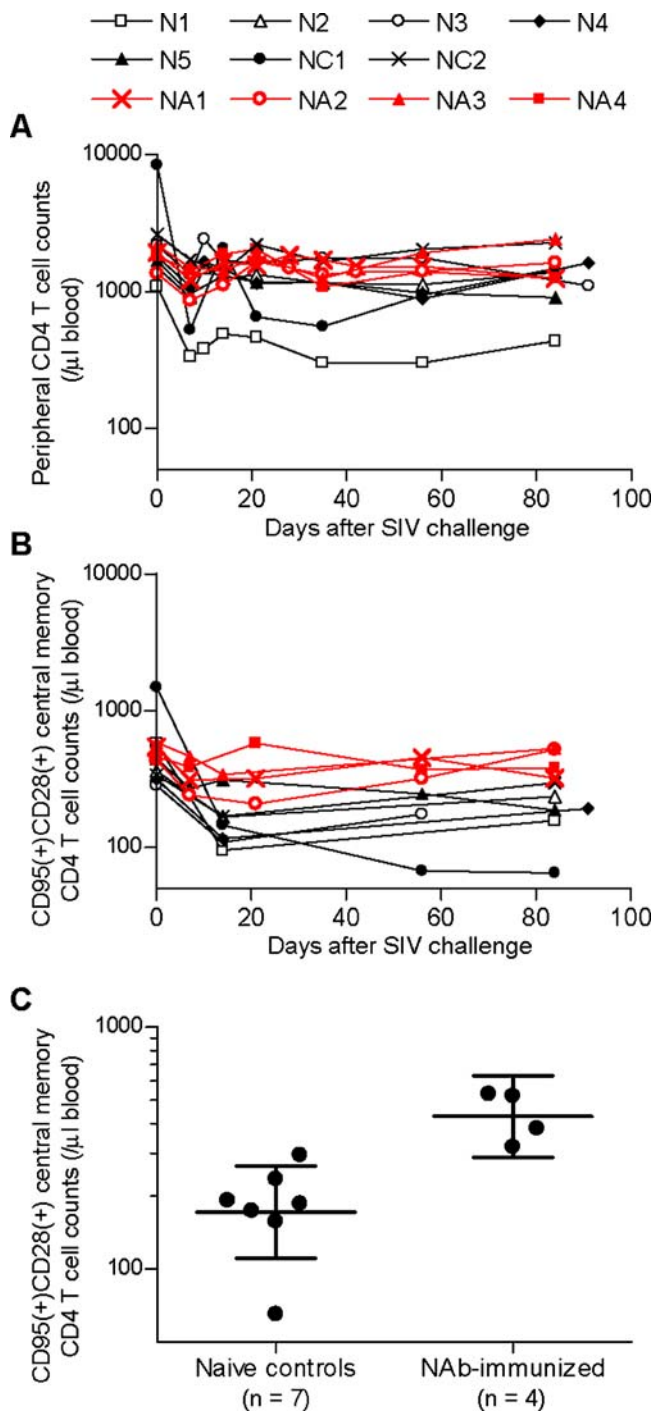 N1 N2 N3 N4
N5 NC1 NC2
NA1 NA2 NA3 NA4
A
Peripheral CD4 T cell counts
(/μl blood)
10000
1000
100
0 20 40 60 80 100
Days after SIV challenge
B
CD95(+)CD28(+) central memory
CD4 T cell counts (/μl blood)
10000
1000
100
0 20 40 60 80 100
Days after SIV challenge
C
CD95(+)CD28(+) central memory
CD4 T cell counts (/μl blood)
1000
100
Naive controls NAb-immunized
(n = 7) (n = 4)